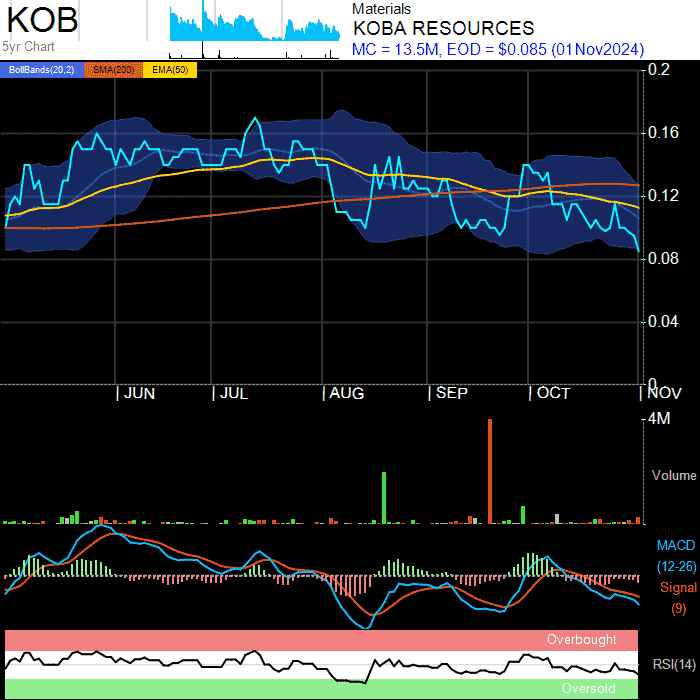 KOB
5yr Chart
Materials
KOBA RESOURCES
MC = 13.5M, EOD = $0.085 (01Nov2024)
BollBands(20,2) SMA(200) EMA(50)
0.2
0.16
0.12
0.08
0.04
0
| JUN | JUL | AUG | SEP | OCT | NOV
4M
Volume
MACD
(12-26)
Signal
(9)
Overbought
RSI(14)
Oversold